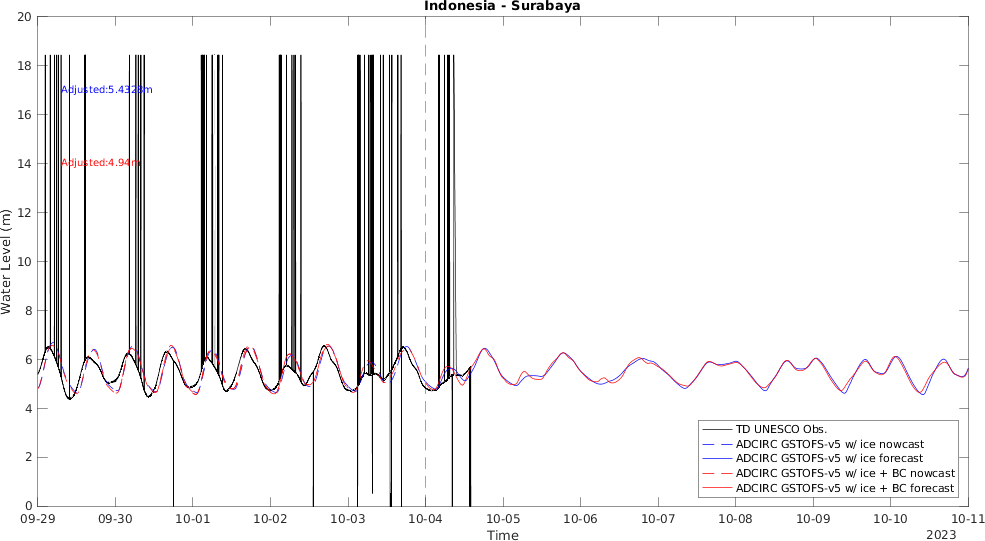 Indonesia - Surabaya
20
18
16
14
12
10
8
6
4
2
0
Water Level (m)
Adjusted:5.4328m
Adjusted:4.94m
TD UNESCO Obs.
ADCIRC GSTOFS-v5 w/ ice nowcast
ADCIRC GSTOFS-v5 w/ ice forecast
ADCIRC GSTOFS-v5 w/ ice + BC nowcast
ADCIRC GSTOFS-v5 w/ ice + BC forecast
09-29 09-30 10-01 10-02 10-03 10-04 10-05 10-06 10-07 10-08 10-09 10-10 10-11
Time
2023